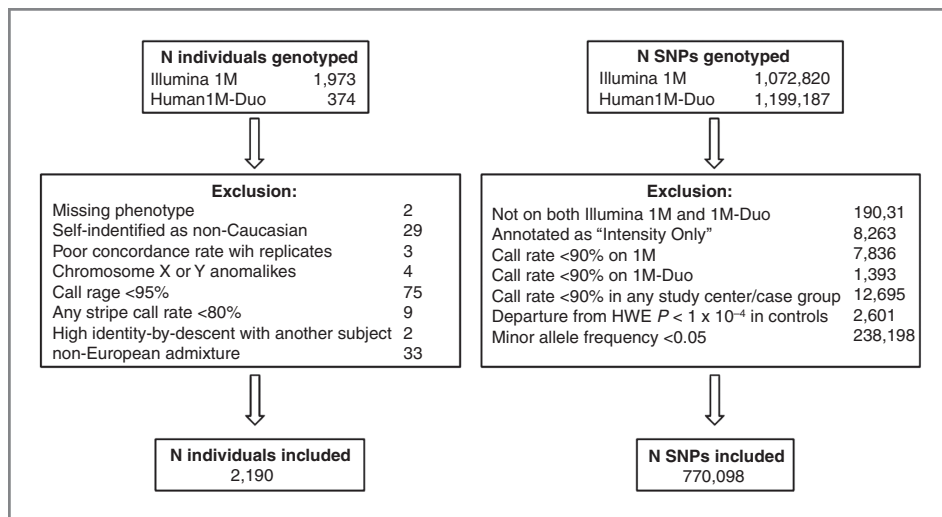 N individuals genotyped
Illumina 1M 1,973
Human1M-Duo 374
Exclusion:
Missing phenotype 2
Self-indentified as non-Caucasian 29
Poor concordance rate wih replicates 3
Chromosome X or Y anomalikes 4
Call rage <95% 75
Any stripe call rate <80% 9
High identity-by-descent with another subject 2
non-European admixture 33
N individuals included
2,190
N SNPs genotyped
Illumina 1M 1,072,820
Human1M-Duo 1,199,187
Exclusion:
Not on both Illumina 1M and 1M-Duo 190,31
Annotated as “Intensity Only” 8,263
Call rate <90% on 1M 7,836
Call rate <90% on 1M-Duo 1,393
Call rate <90% in any study center/case group 12,695
Departure from HWE P < 1 x 10⁻⁴ in controls 2,601
Minor allele frequency <0.05 238,198
N SNPs included
770,098